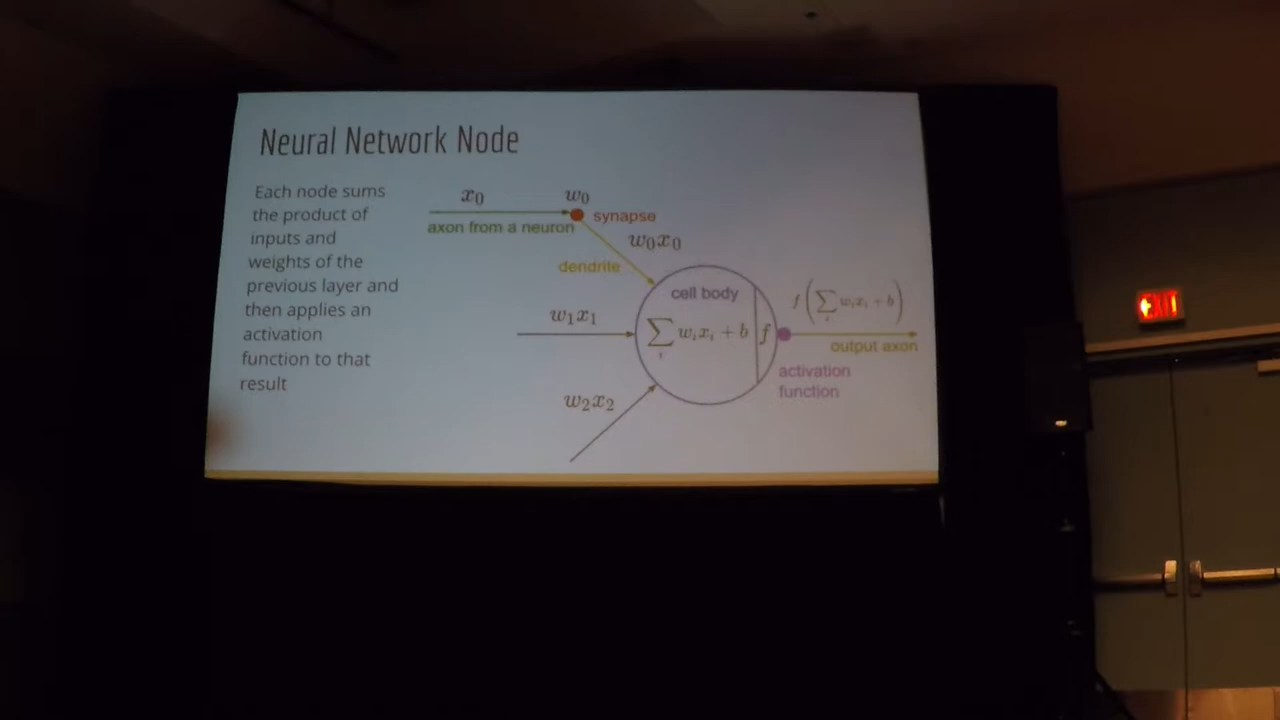 Neural Network Node
Each node sums
the product of
inputs and
weights of the
previous layer and
then applies an
activation
function to that
result
x₀
w₀
axon from a neuron
synapse
w₀x₀
dendrite
cell body
w₁x₁
∑ᵢ wᵢxᵢ + b
f
f(∑ᵢ wᵢxᵢ + b)
output axon
activation
function
w₂x₂
EXIT